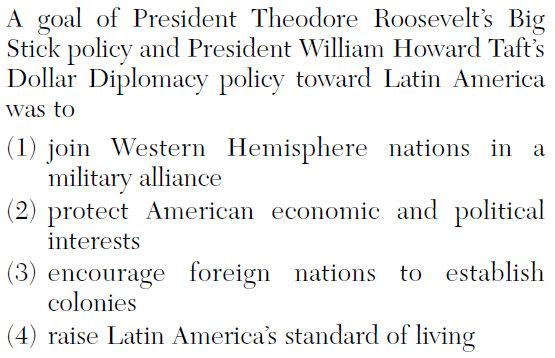 A goal of President Theodore Roosevelt's Big
Stick policy and President William Howard Taft's
Dollar Diplomacy policy toward Latin America
was to
(1) join Western Hemisphere nations in a
military alliance
(2) protect American economic and political
interests
(3) encourage foreign nations to establish
colonies
(4) raise Latin America's standard of living